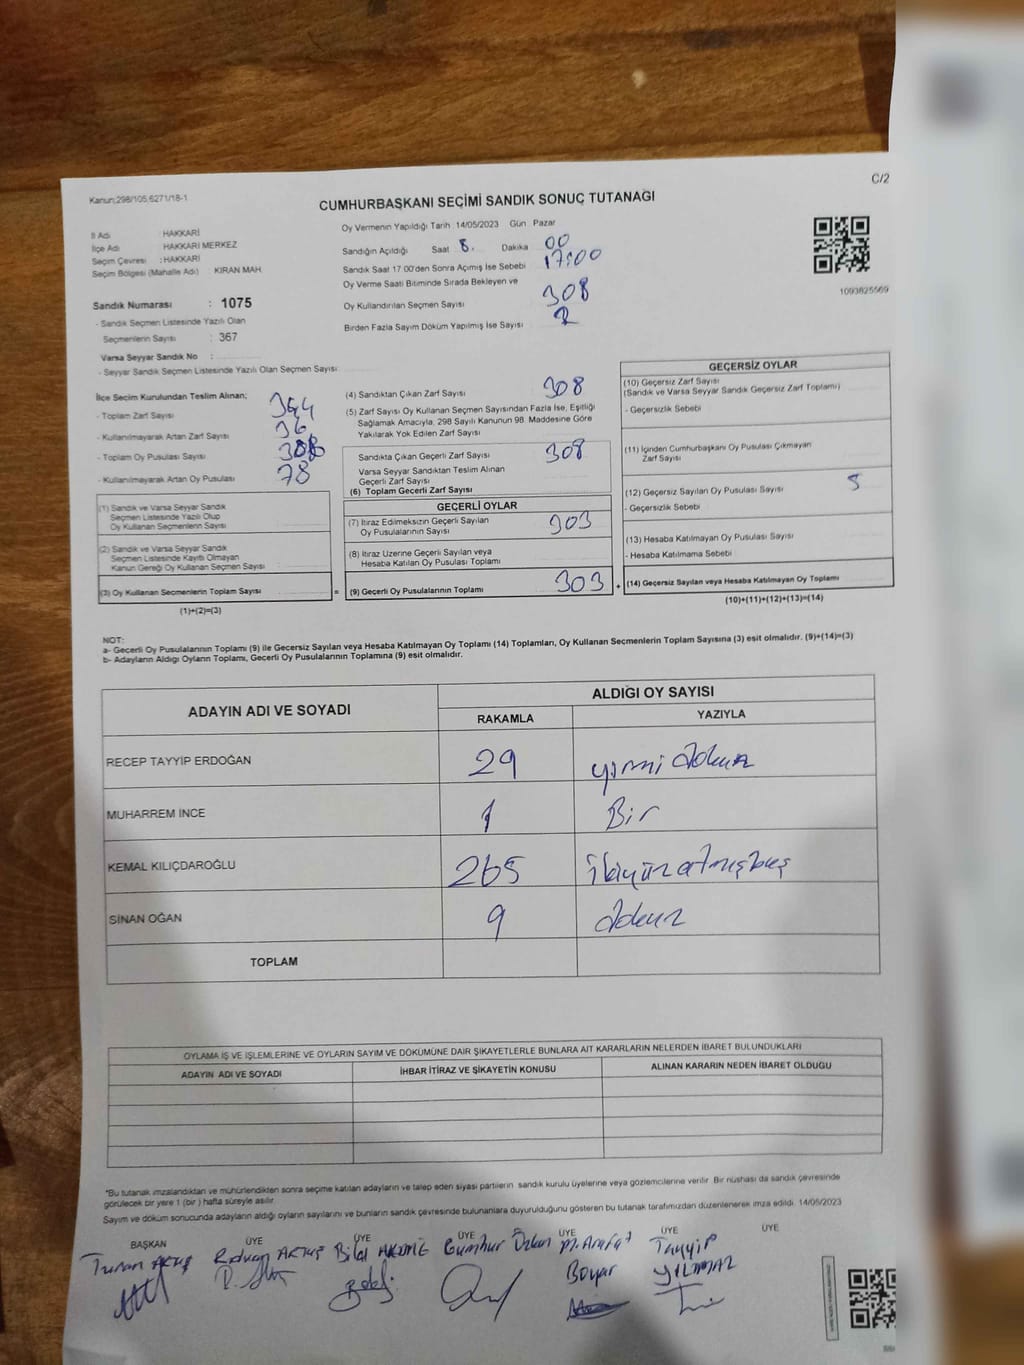 Kanun;298/105,6271/18-1
C/2
CUMHURBAŞKANI SEÇİMİ SANDIK SONUÇ TUTANAĞI
İl Adı : HAKKARİ
İlçe Adı HAKKARİ MERKEZ
Seçim Çevresi : HAKKARİ
Seçim Bölgesi (Mahalle Adı) : KIRAN MAH.
Sandık Numarası : 1075
- Sandık Seçmen Listesinde Yazılı Olan
Seçmenlerin Sayısı : 367
Varsa Seyyar Sandık No :
- Seyyar Sandık Seçmen Listesinde Yazılı Olan Seçmen Sayısı:
Oy Vermenin Yapıldığı Tarih 14/05/2023 Gün Pazar
Sandığın Açıldığı Saat 8. Dakika 00
Sandık Saat 17.00'den Sonra Açımış İse Sebebi 17:00
Oy Verme Saati Bitiminde Sırada Bekleyen ve
Oy Kullandırılan Seçmen Sayısı 308
Birden Fazla Sayım Döküm Yapılmış İse Sayısı
1093825569
İlçe Seçim Kurulundan Teslim Alınan;
- Toplam Zarf Sayısı 344
- Kullanılmayarak Artan Zarf Sayısı 36
- Toplam Oy Pusulası Sayısı
- Kullanılmayarak Artan Oy Pusulası 78
(1) Sandık ve Varsa Seyyar Sandık
Seçmen Listesinde Yazılı Olup
Oy Kullanan Seçmenlerin Sayısı
(2) Sandık ve Varsa Seyyar Sandık
Seçmen Listesinde Kayıtlı Olmayan
Kanun Gereği Oy Kullanan Seçmen Sayısı :
(3) Oy Kullanan Seçmenlerin Toplam Sayısı
(1)+(2)=(3)
(4) Sandıktan Çıkan Zarf Sayısı 308
(5) Zarf Sayısı Oy Kullanan Seçmen Sayısından Fazla İse, Eşitliği
Sağlamak Amacıyla, 298 Sayılı Kanunun 98. Maddesine Göre
Yakılarak Yok Edilen Zarf Sayısı
Sandıkta Çıkan Geçerli Zarf Sayısı 308
Varsa Seyyar Sandıktan Teslim Alınan
Geçerli Zarf Sayısı
(6) Toplam Geçerli Zarf Sayısı
GEÇERLİ OYLAR
(7) İtiraz Edimeksizin Geçerli Sayılan
Oy Pusulalarının Sayısı 303
(8) İtiraz Üzerine Geçerli Sayılan veya
Hesaba Katılan Oy Pusulası Toplamı
= (9) Geçerli Oy Pusulalarının Toplamı 303 +
GEÇERSİZ OYLAR
(10) Geçersiz Zarf Sayısı
(Sandık ve Varsa Seyyar Sandık Geçersiz Zarf Toplamı)
- Geçersizlik Sebebi
(11) İçinden Cumhurbaşkanı Oy Pusulası Çıkmayan
Zarf Sayısı
(12) Geçersiz Sayılan Oy Pusulası Sayısı 5
- Geçersizlik Sebebi
(13) Hesaba Katılmayan Oy Pusulası Sayısı
- Hesaba Katılmama Sebebi
(14) Geçersiz Sayılan veya Hesaba Katılmayan Oy Toplamı
(10)+(11)+(12)+(13)=(14)
NOT:
a- Gecerli Oy Pusulalarının Toplamı (9) ile Gecersiz Sayılan veya Hesaba Katılmayan Oy Toplamı (14) Toplamları, Oy Kullanan Secmenlerin Toplam Sayısına (3) esit olmalıdır. (9)+(14)=(3)
b- Adayların Aldığı Oyların Toplamı, Gecerli Oy Pusulalarının Toplamına (9) esit olmalıdır.
ADAYIN ADI VE SOYADI ALDIĞI OY SAYISI
RAKAMLA YAZIYLA
RECEP TAYYİP ERDOĞAN 29 yirmi dokuz
MUHARREM İNCE 1 Bir
KEMAL KILIÇDAROĞLU 265 ikiyüz atmışbeş
SİNAN OĞAN 9 dokuz
TOPLAM
OYLAMA İŞ VE İŞLEMLERİNE VE OYLARIN SAYIM VE DÖKÜMÜNE DAİR ŞİKAYETLERLE BUNLARA AİT KARARLARIN NELERDEN İBARET BULUNDUKLARI
ADAYIN ADI VE SOYADI İHBAR İTİRAZ VE ŞİKAYETİN KONUSU ALINAN KARARIN NEDEN İBARET OLDUĞU
*Bu tutanak imzalandıktan ve mühürlendikten sonra seçime katılan adayların ve talep eden siyasi partilerin sandık kurulu üyelerine veya gözlemcilerine verilir. Bir nüshası da sandık çevresinde
görülecek bir yere 1 (bir ) hafta süreyle asılır.
Sayım ve döküm sonucunda adayların aldığı oyların sayılarını ve bunların sandık çevresinde bulunanlara duyurulduğunu gösteren bu tutanak tarafımızdan düzenlenerek imza edildi. 14/05/2023
BAŞKAN ÜYE ÜYE ÜYE ÜYE ÜYE ÜYE
Turan AKTAŞ Rıdvan AKTAŞ Bilal Cumhur Özkan M. Arafat Tayyip
Boyar YILMAZ